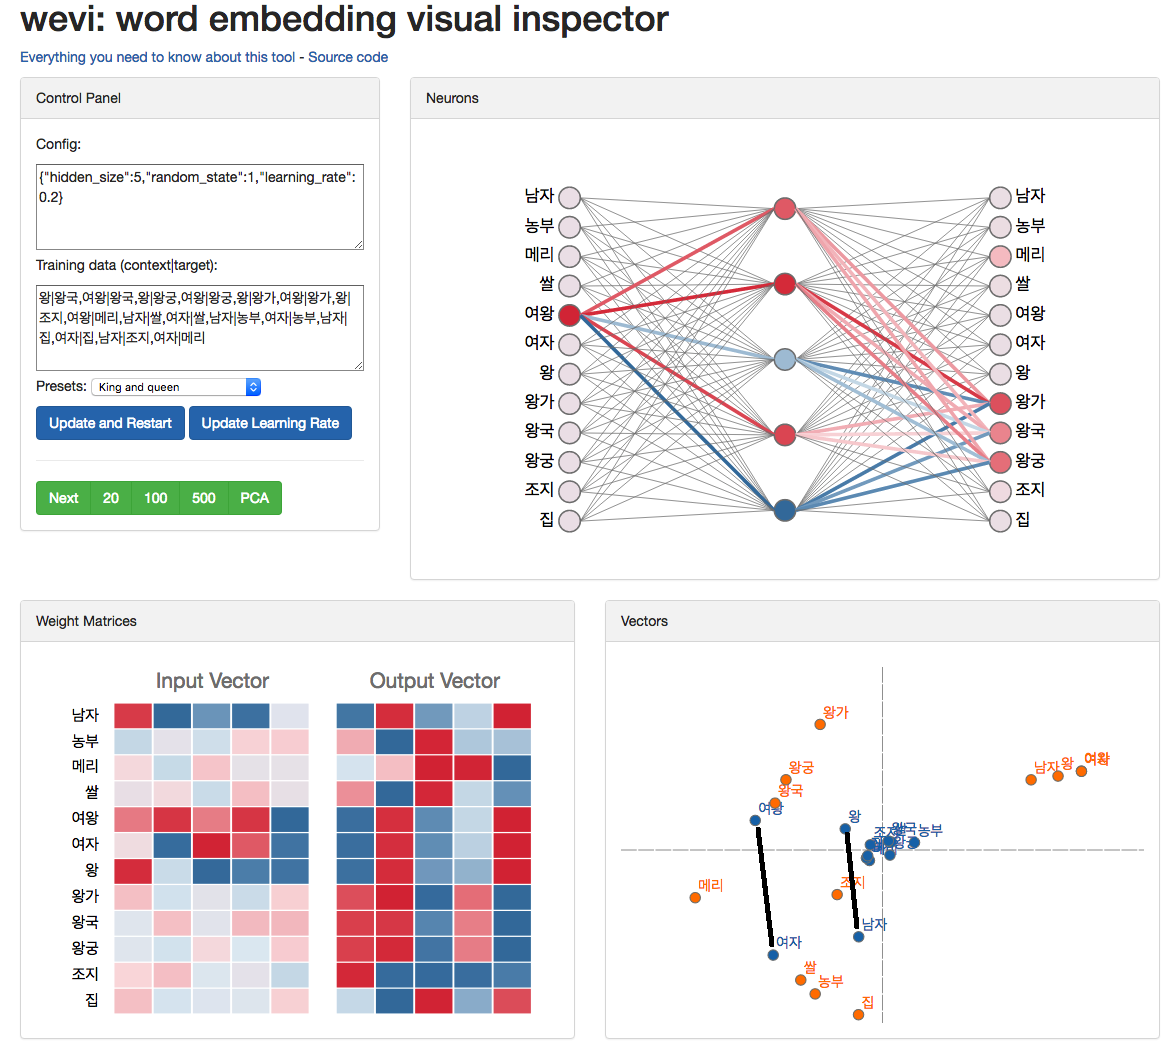 wevi: word embedding visual inspector
Everything you need to know about this tool - Source code
Control Panel
Config:
{"hidden_size":5,"random_state":1,"learning_rate":
0.2}
Training data (context|target):
왕|왕국,여왕|왕국,왕|왕궁,여왕|왕궁,왕|왕가,여왕|왕가,왕|
조지,여왕|메리,남자|쌀,여자|쌀,남자|농부,여자|농부,남자|
집,여자|집,남자|조지,여자|메리
Presets: King and queen
Update and Restart Update Learning Rate
Next 20 100 500 PCA
Neurons
남자 남자
농부 농부
메리 메리
쌀 쌀
여왕 여왕
여자 여자
왕 왕
왕가 왕가
왕국 왕국
왕궁 왕궁
조지 조지
집 집
Weight Matrices
Input Vector Output Vector
남자
농부
메리
쌀
여왕
여자
왕
왕가
왕국
왕궁
조지
집
Vectors
왕가
남자 왕
왕궁
왕국
여왕
왕
농부
메리
조지
남자
여자
쌀
농부
집